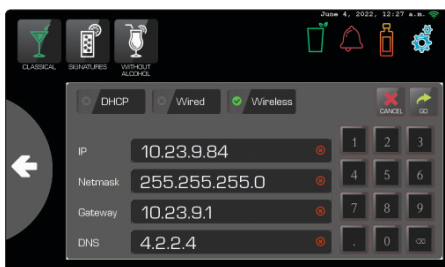 June 4, 2022, 12:27 a.m.
CLASSICAL
SIGNATURES
WITHOUT ALCOHOL
DHCP
Wired
Wireless
CANCEL
GO
IP
10.23.9.84
Netmask
255.255.255.0
Gateway
10.23.9.1
DNS
4.2.2.4
1 2 3
4 5 6
7 8 9
. 0